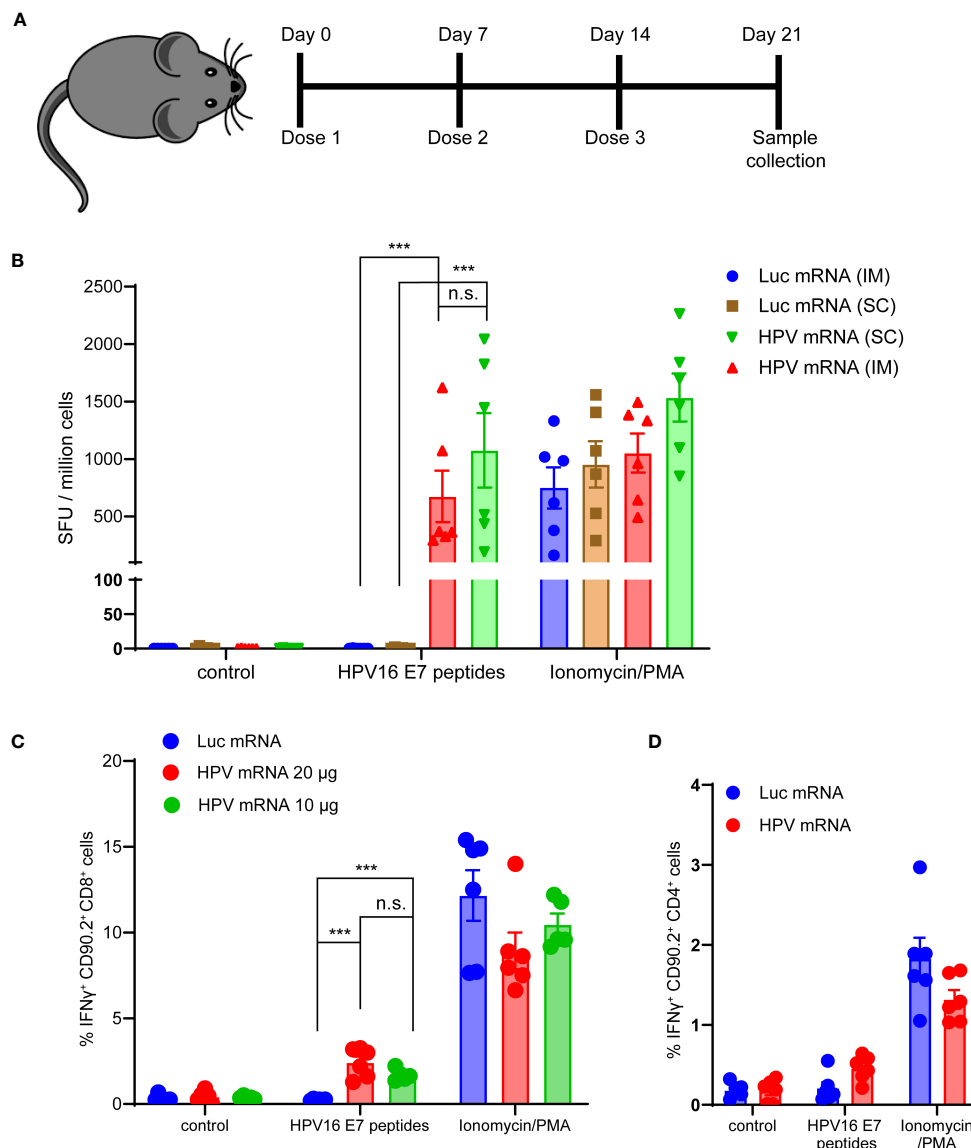 A
Day 0 Day 7 Day 14 Day 21
Dose 1 Dose 2 Dose 3 Sample
collection
B
SFU / million cells
2500
2000
1500
1000
500
100
50
0
***
***
n.s.
control HPV16 E7 peptides Ionomycin/PMA
Luc mRNA (IM)
Luc mRNA (SC)
HPV mRNA (SC)
HPV mRNA (IM)
C
% IFNγ⁺ CD90.2⁺ CD8⁺ cells
20
15
10
5
0
Luc mRNA
HPV mRNA 20 µg
HPV mRNA 10 µg
***
n.s.
***
control HPV16 E7 peptides Ionomycin/PMA
D
% IFNγ⁺ CD90.2⁺ CD4⁺ cells
4
3
2
1
0
Luc mRNA
HPV mRNA
control HPV16 E7 Ionomycin
peptides /PMA